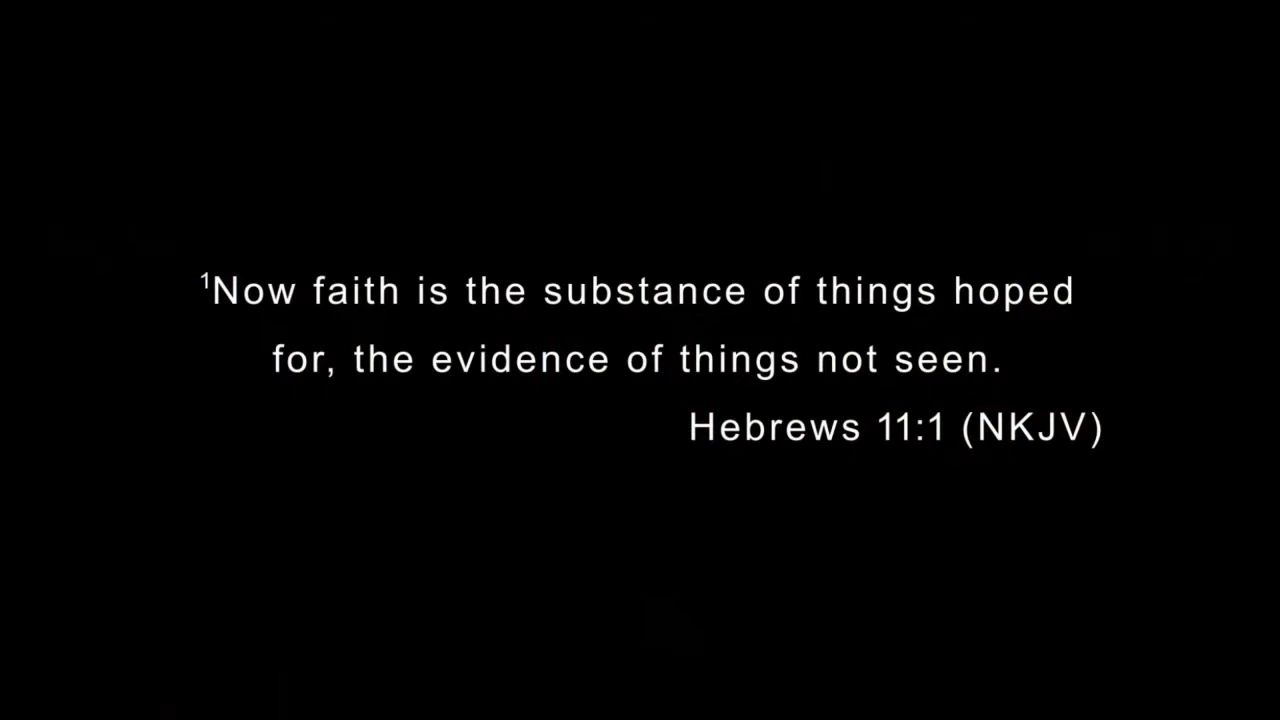 ¹Now faith is the substance of things hoped
for, the evidence of things not seen.
Hebrews 11:1 (NKJV)